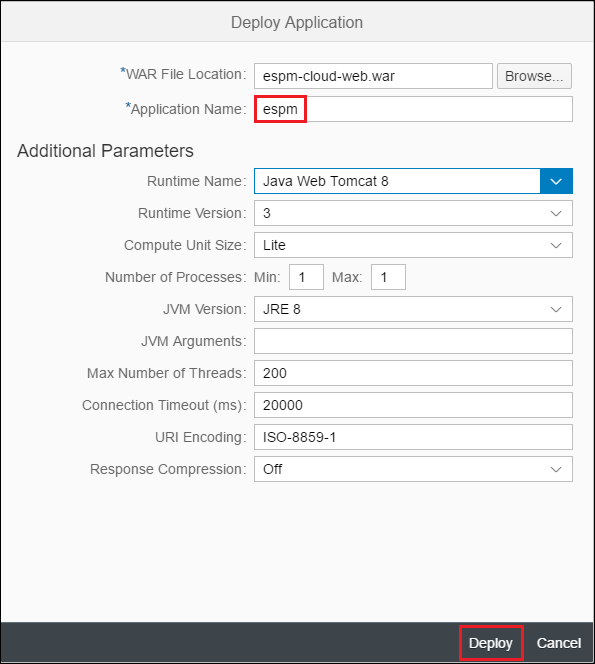 Deploy Application
*WAR File Location: espm-cloud-web.war Browse...
*Application Name: espm
Additional Parameters
Runtime Name: Java Web Tomcat 8
Runtime Version: 3
Compute Unit Size: Lite
Number of Processes: Min: 1 Max: 1
JVM Version: JRE 8
JVM Arguments:
Max Number of Threads: 200
Connection Timeout (ms): 20000
URI Encoding: ISO-8859-1
Response Compression: Off
Deploy Cancel